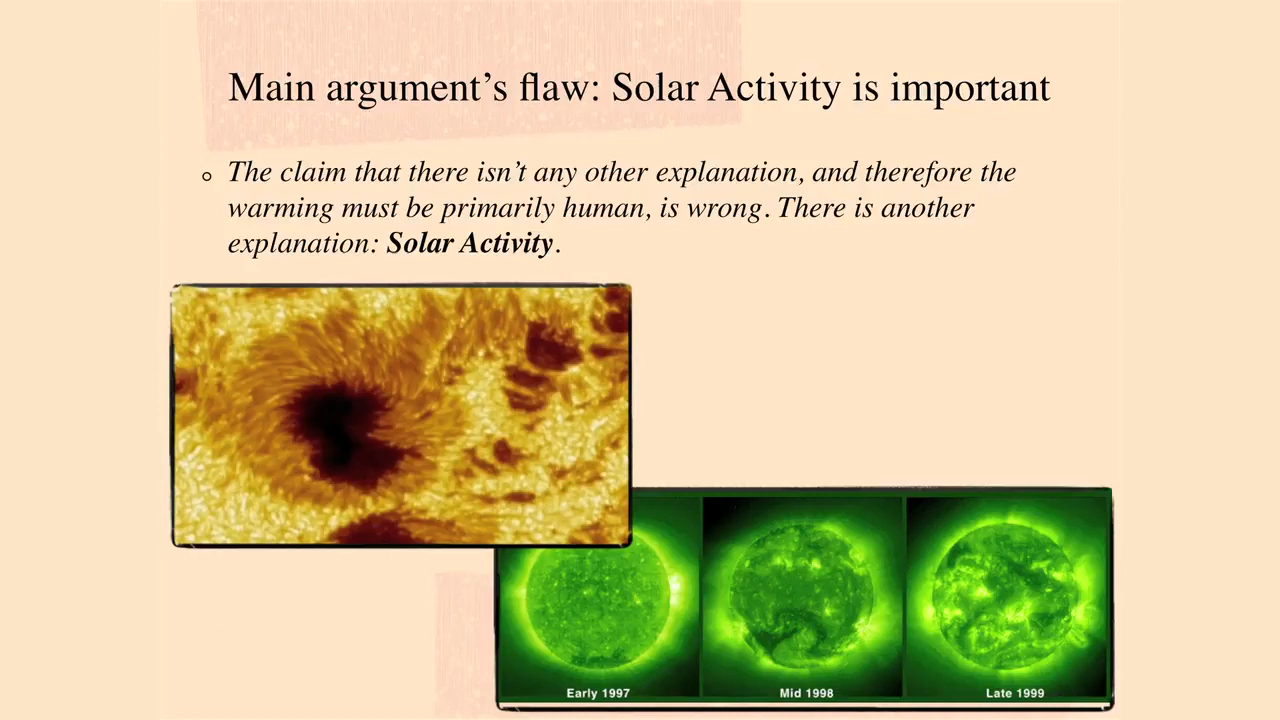 Main argument’s flaw: Solar Activity is important
The claim that there isn’t any other explanation, and therefore the
warming must be primarily human, is wrong. There is another
explanation: Solar Activity.
Early 1997
Mid 1998
Late 1999